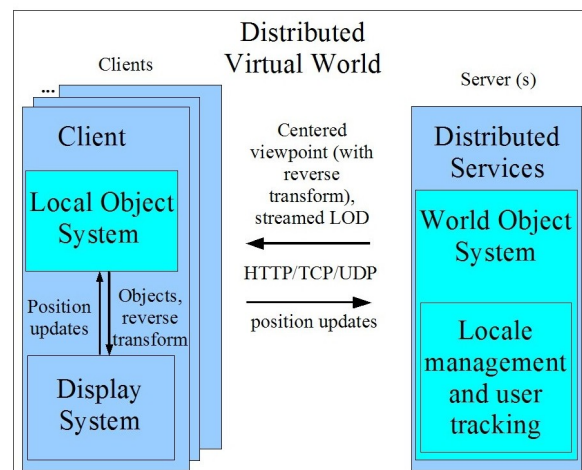 Distributed
Virtual World
Clients
Server (s)
...
Client
Local Object
System
Position
updates
Objects,
reverse
transform
Display
System
Centered
viewpoint (with
reverse
transform),
streamed LOD
HTTP/TCP/UDP
position updates
Distributed
Services
World Object
System
Locale
management
and user
tracking